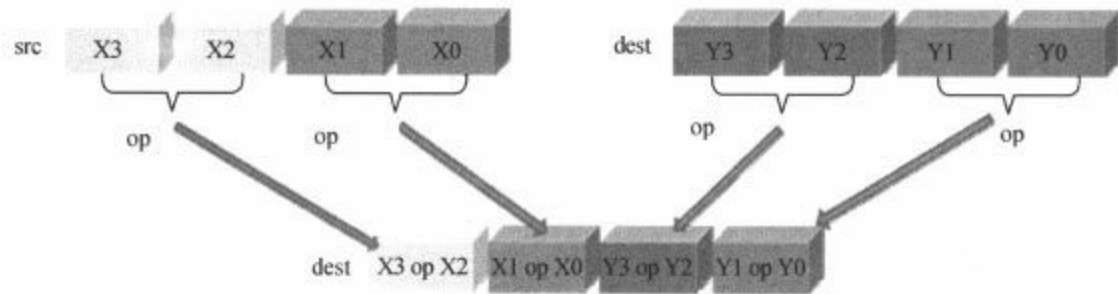 src X3 X2 X1 X0 dest Y3 Y2 Y1 Y0
op op op op
dest X3 op X2 X1 op X0 Y3 op Y2 Y1 op Y0